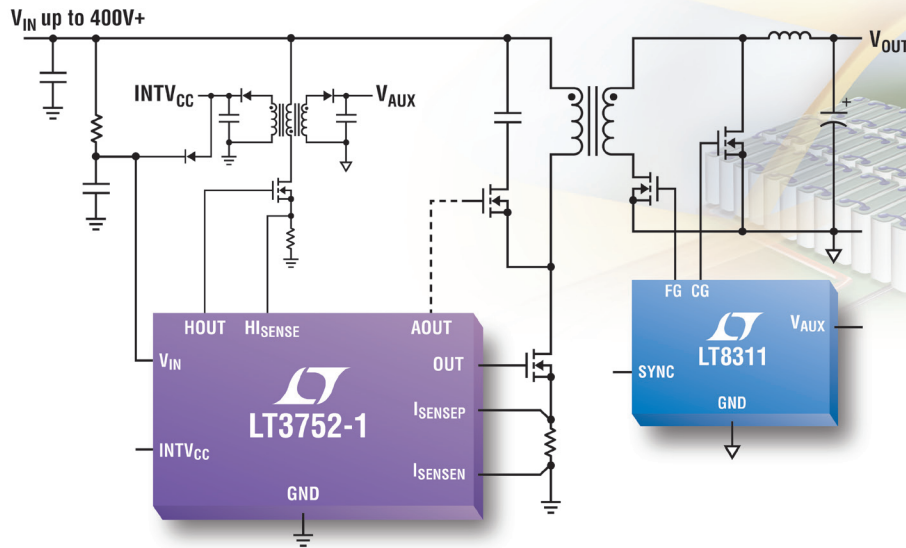 V_IN up to 400V+
V_OUT
INTV_CC
V_AUX
+
HOUT
HI_SENSE
AOUT
FG
CG
V_IN
OUT
LT3752-1
I_SENSEP
INTV_CC
I_SENSEN
GND
LT8311
V_AUX
SYNC
GND